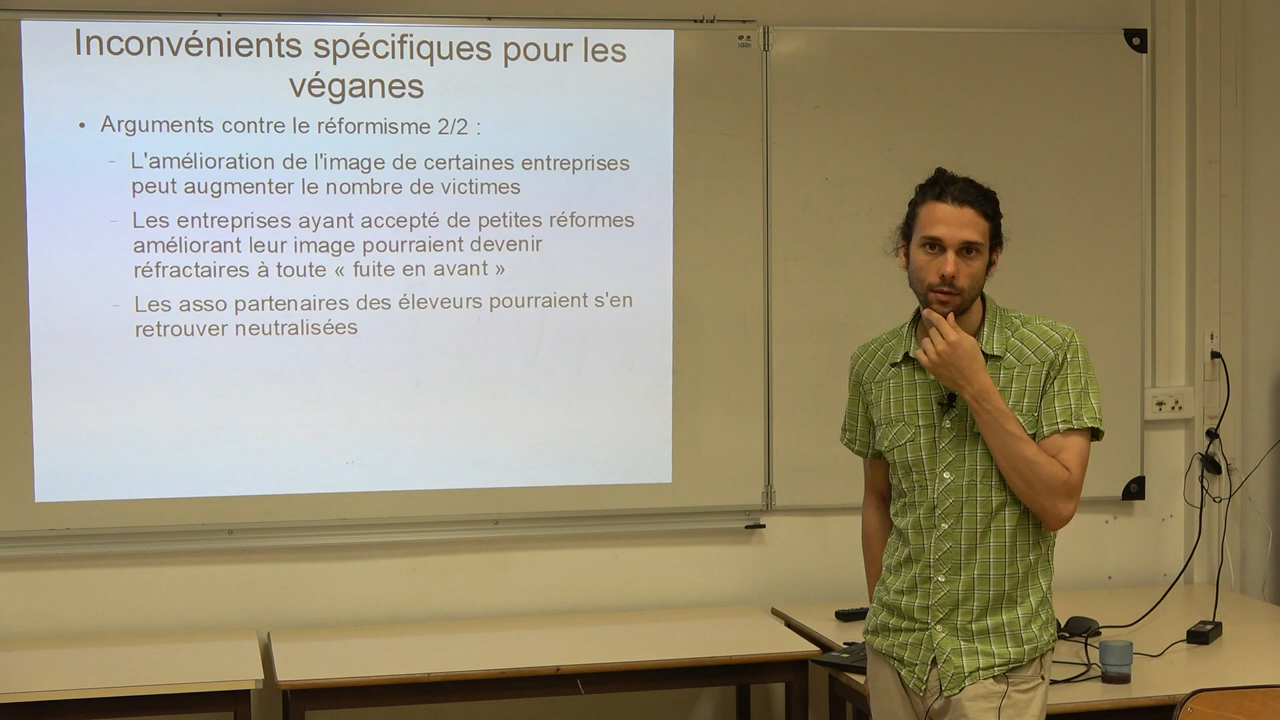 Inconvénients spécifiques pour les
véganes
• Arguments contre le réformisme 2/2 :
– L'amélioration de l'image de certaines entreprises
peut augmenter le nombre de victimes
– Les entreprises ayant accepté de petites réformes
améliorant leur image pourraient devenir
réfractaires à toute « fuite en avant »
– Les asso partenaires des éleveurs pourraient s'en
retrouver neutralisées